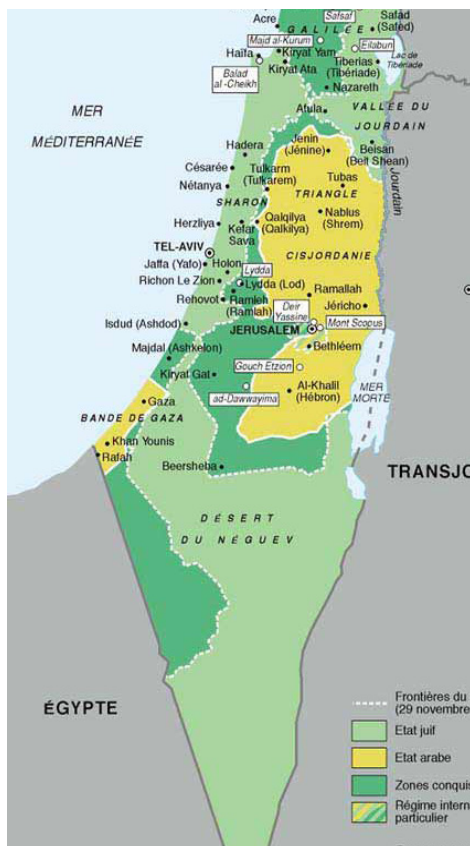 Safsaf
Safad
(Safed)
Acre
GALILÉE
Majd al-Kurum
Kiryat Yam
Eilabun
Haïfa
Tiberias
(Tibériade)
Lac de
Tibériade
Kiryat Ata
Balad
al-Cheikh
Nazareth
MER
MÉDITERRANÉE
Afula
VALLÉE DU
JOURDAIN
Jenin
(Jénine)
Hadera
Beisan
(Beit Shean)
Césarée
Tulkarm
(Tulkarem)
Tubas
Jourdain
Nétanya
TRIANGLE
SHARON
Nablus
(Shrem)
Herzliya
Qalqilya
(Qalkilya)
Kefar
Sava
TEL-AVIV
CISJORDANIE
Jaffa (Yafo)
Holon
Lydda
Richon Le Zion
Lydda (Lod)
Ramallah
Rehovot
Ramleh
(Ramlah)
Deir
Yassine
Jéricho
Isdud (Ashdod)
JERUSALEM
Mont Scopus
Bethléem
Majdal (Ashkelon)
Gouch Etzion
Kiryat Gat
MER
MORTE
Al-Khalil
(Hébron)
ad-Dawwayima
Gaza
BANDE DE GAZA
Khan Younis
Rafah
Beersheba
TRANSJO
DÉSERT
DU NÉGUEV
ÉGYPTE
Frontières du
(29 novembre
Etat juif
Etat arabe
Zones conquis
Régime intern
particulier